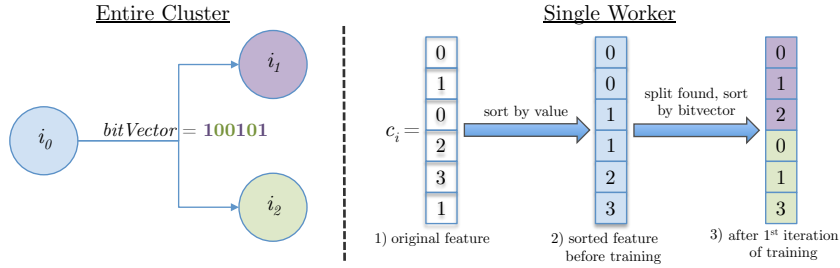 Entire Cluster
i0
bitVector = 100101
i1
i2
Single Worker
ci =
0
1
0
2
3
1
1) original feature
sort by value
0
0
1
1
2
3
2) sorted feature
before training
split found, sort
by bitvector
0
1
2
0
1
3
3) after 1st iteration
of training